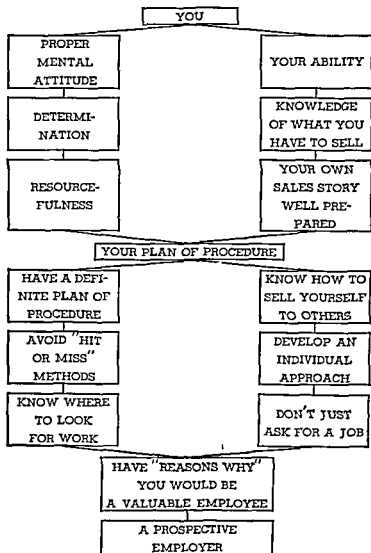 YOU
PROPER
MENTAL
ATTITUDE
DETERMI-
NATION
RESOURCE-
FULNESS
YOUR ABILITY
KNOWLEDGE
OF WHAT YOU
HAVE TO SELL
YOUR OWN
SALES STORY
WELL PRE-
PARED
YOUR PLAN OF PROCEDURE
HAVE A DEFI-
NITE PLAN OF
PROCEDURE
AVOID "HIT
OR MISS"
METHODS
KNOW WHERE
TO LOOK
FOR WORK
KNOW HOW TO
SELL YOURSELF
TO OTHERS
DEVELOP AN
INDIVIDUAL
APPROACH
DON'T JUST
ASK FOR A JOB
HAVE "REASONS WHY"
YOU WOULD BE
A VALUABLE EMPLOYEE
A PROSPECTIVE
EMPLOYER